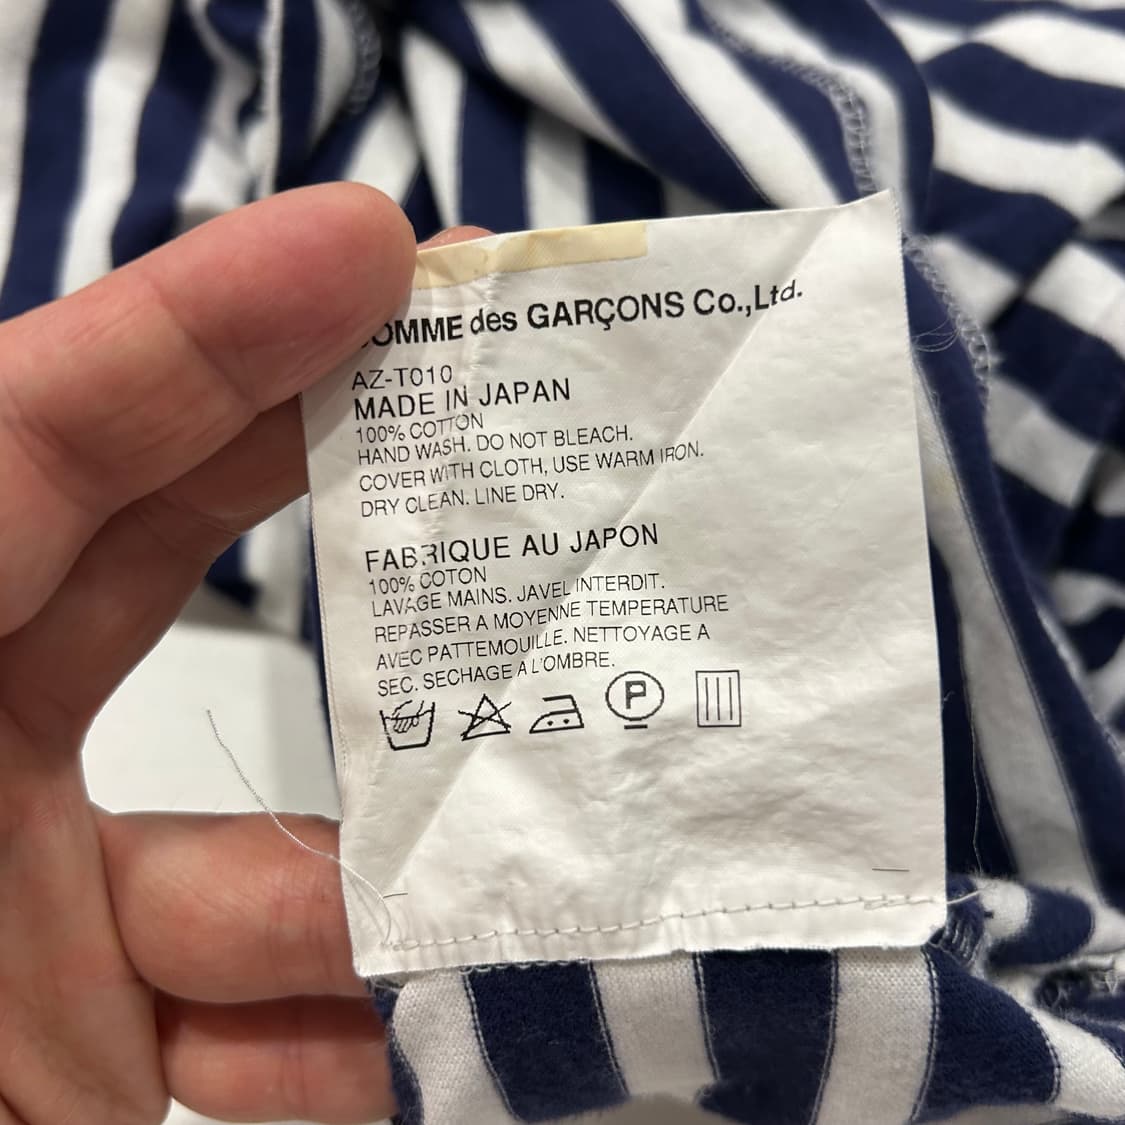 COMME des GARÇONS Co.,Ltd.
AZ-T010
MADE IN JAPAN
100% COTTON
HAND WASH. DO NOT BLEACH.
COVER WITH CLOTH, USE WARM IRON.
DRY CLEAN. LINE DRY.
FABRIQUE AU JAPON
100% COTON
LAVAGE MAINS. JAVEL INTERDIT.
REPASSER A MOYENNE TEMPERATURE
AVEC PATTEMOUILLE. NETTOYAGE A
SEC. SECHAGE A L'OMBRE.
P